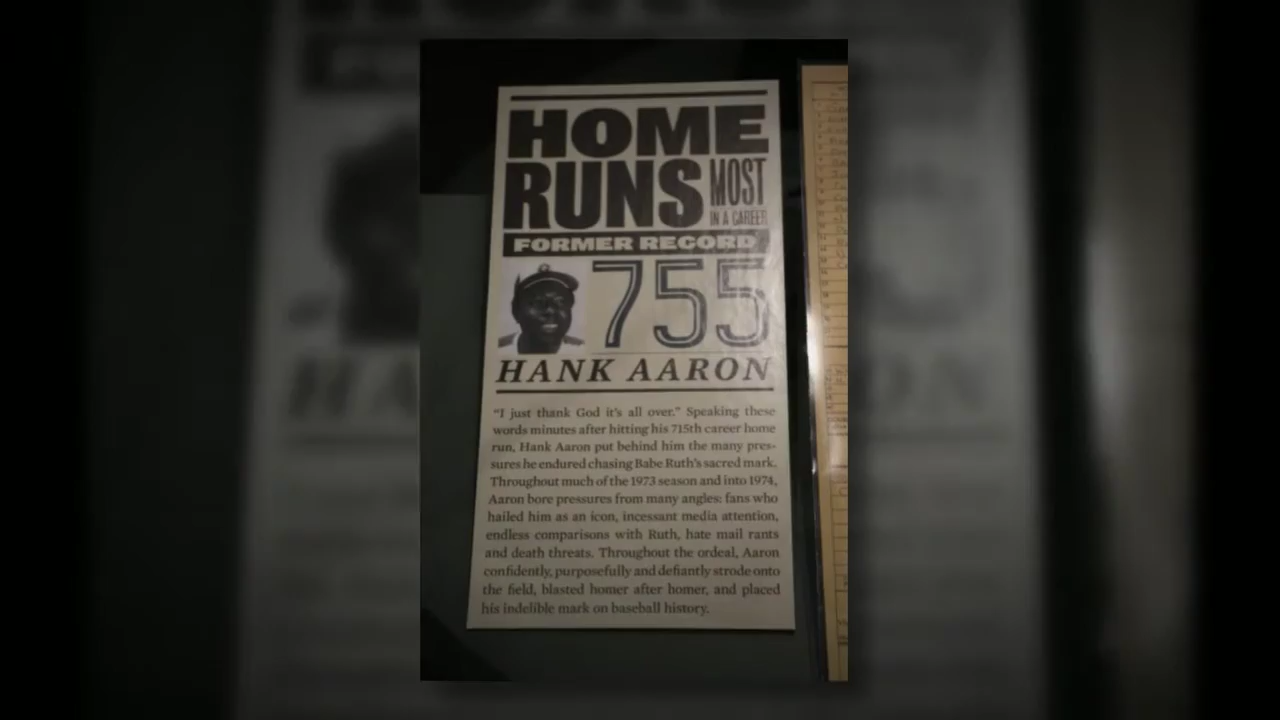 HOME
RUNS MOST
IN A CAREER
FORMER RECORD
755
HANK AARON
“I just thank God it’s all over.” Speaking these
words minutes after hitting his 715th career home
run, Hank Aaron put behind him the many pres-
sures he endured chasing Babe Ruth’s sacred mark.
Throughout much of the 1973 season and into 1974,
Aaron bore pressures from many angles: fans who
hailed him as an icon, incessant media attention,
endless comparisons with Ruth, hate mail rants
and death threats. Throughout the ordeal, Aaron
confidently, purposefully and defiantly strode onto
the field, blasted homer after homer, and placed
his indelible mark on baseball history.